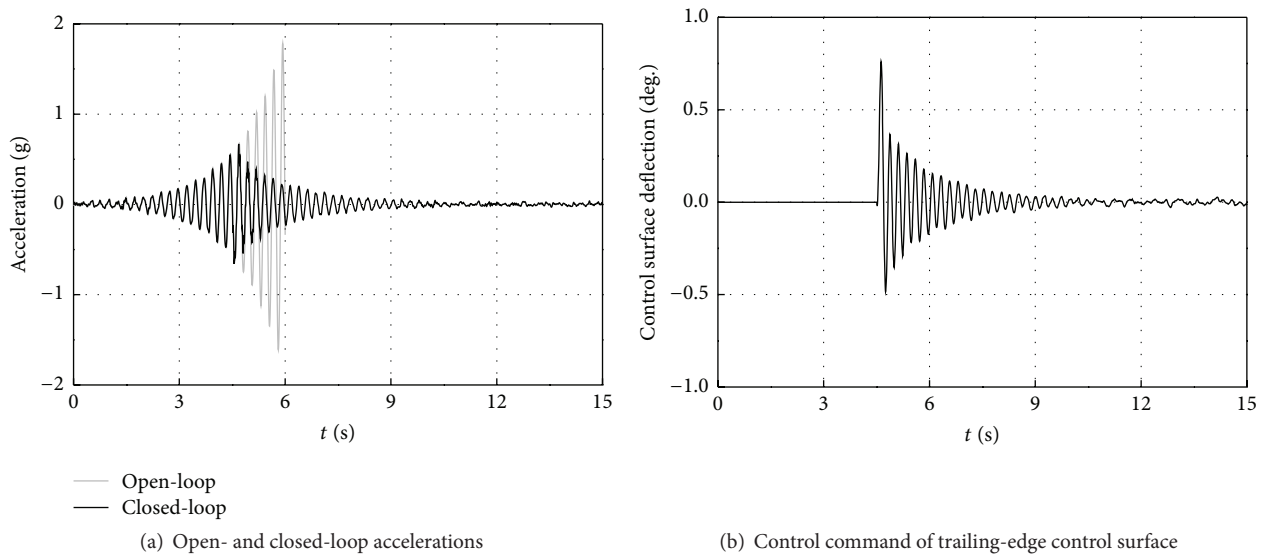 2
1
0
−1
−2
Acceleration (g)
0
3
6
9
12
15
t (s)
Open-loop
Closed-loop
(a) Open- and closed-loop accelerations
1.0
0.5
0.0
−0.5
−1.0
Control surface deflection (deg.)
0
3
6
9
12
15
t (s)
(b) Control command of trailing-edge control surface